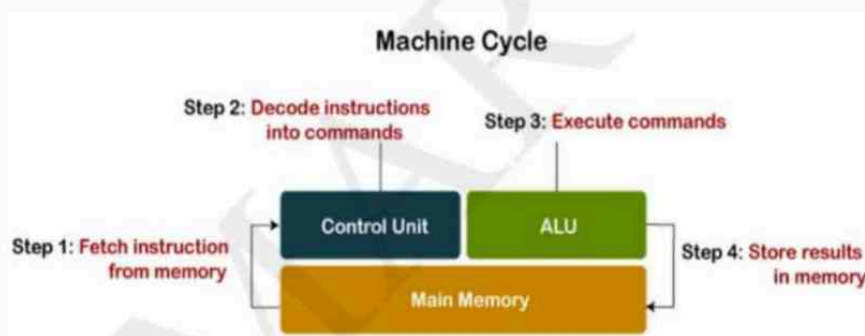 Machine Cycle
Step 2: Decode instructions
into commands
Step 3: Execute commands
Control Unit
ALU
Step 1: Fetch instruction
from memory
Step 4: Store results
in memory
Main Memory